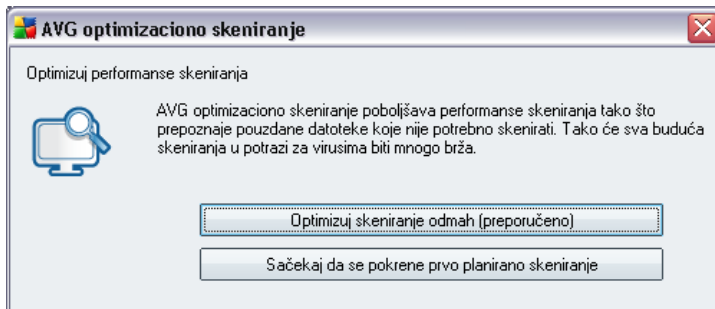 AVG optimizaciono skeniranje
Optimizuj performanse skeniranja
AVG optimizaciono skeniranje poboljšava performanse skeniranja tako što
prepoznaje pouzdane datoteke koje nije potrebno skenirati. Tako će sva buduća
skeniranja u potrazi za virusima biti mnogo brža.
Optimizuj skeniranje odmah (preporučeno)
Sačekaj da se pokrene prvo planirano skeniranje